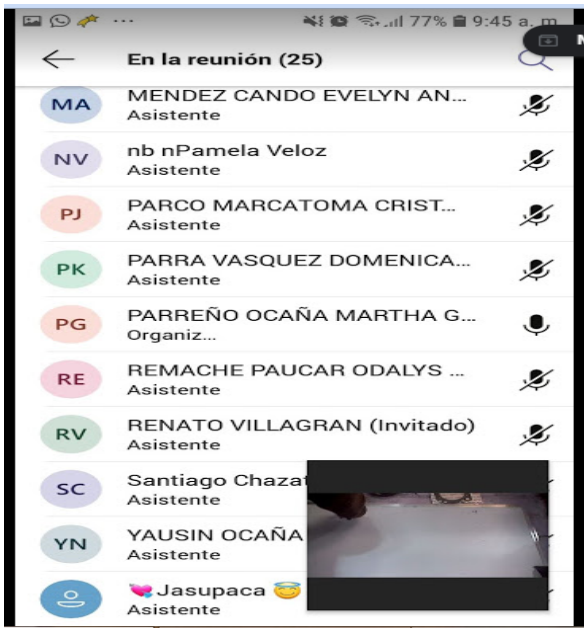 ... 77% 9:45 a. m.
En la reunión (25)
MA MENDEZ CANDO EVELYN AN...
Asistente
NV nb nPamela Veloz
Asistente
PJ PARCO MARCATOMA CRIST...
Asistente
PK PARRA VASQUEZ DOMENICA...
Asistente
PG PARREÑO OCAÑA MARTHA G...
Organiz...
RE REMACHE PAUCAR ODALYS ...
Asistente
RV RENATO VILLAGRAN (Invitado)
Asistente
SC Santiago Chazat
Asistente
YN YAUSIN OCAÑA
Asistente
💘Jasupaca 😇
Asistente